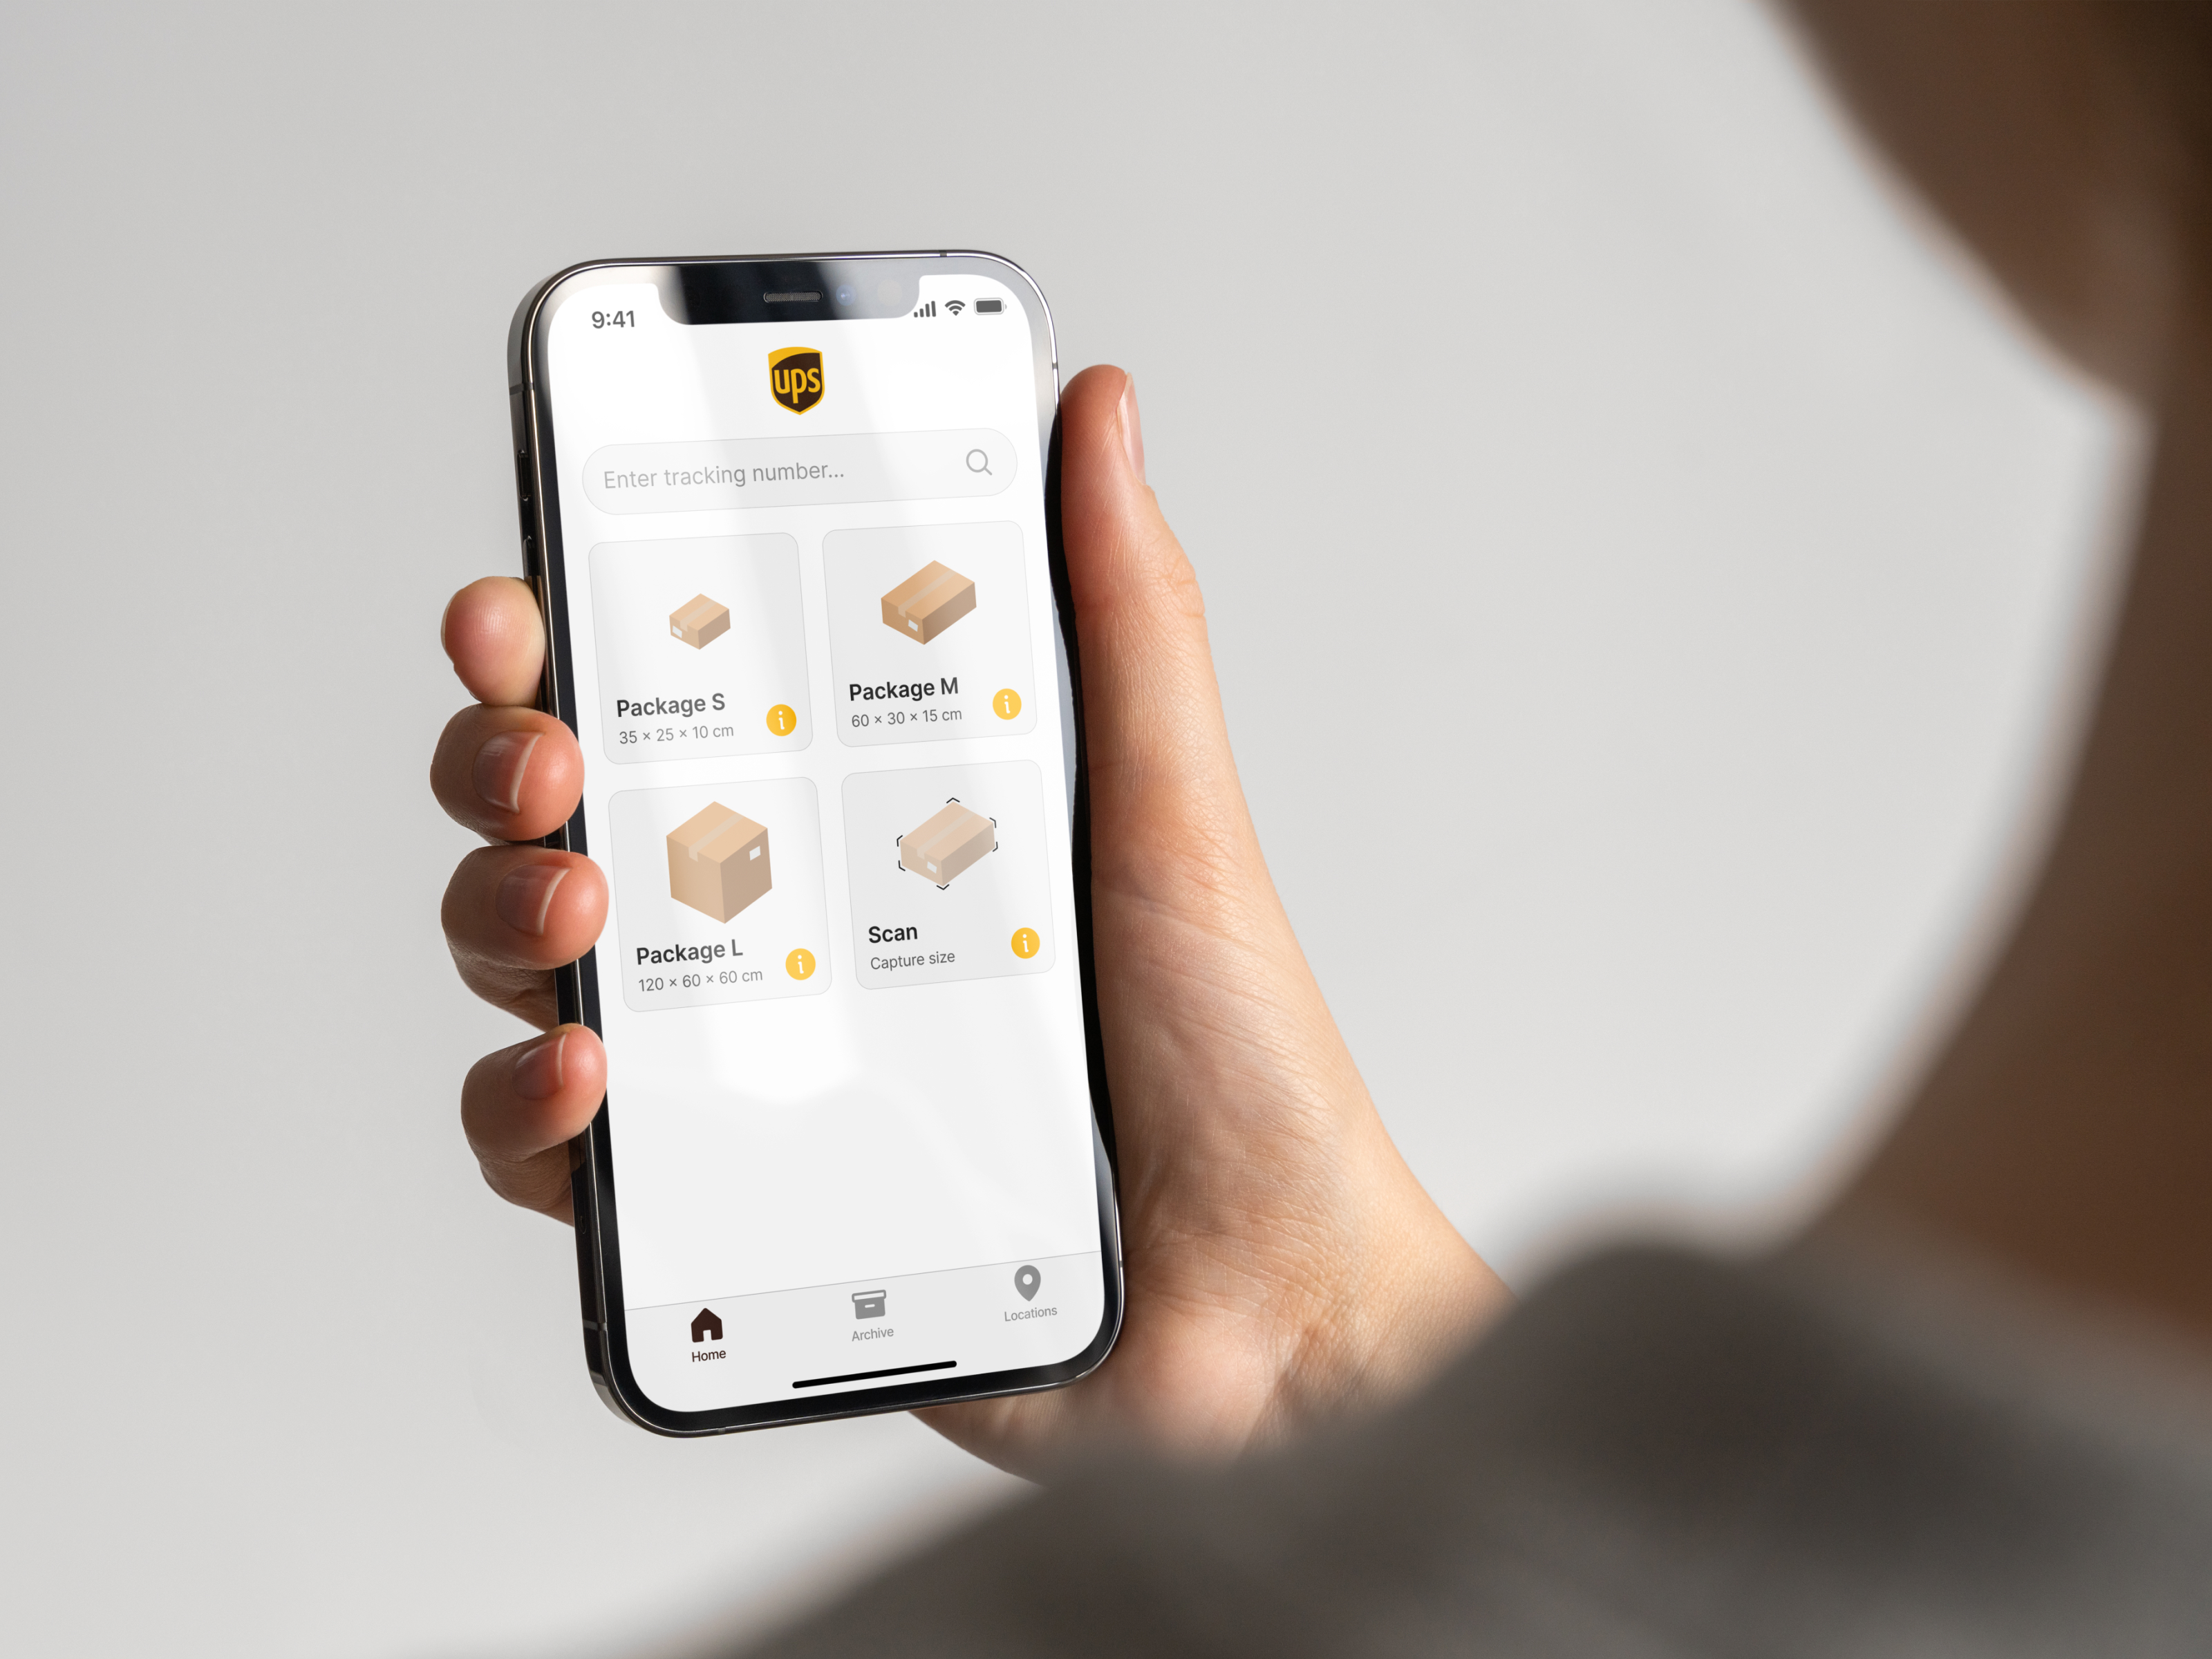 9:41
ups
Enter tracking number...
Package S
35 × 25 × 10 cm
i
Package M
60 × 30 × 15 cm
i
Package L
120 × 60 × 60 cm
i
Scan
Capture size
i
Home
Archive
Locations